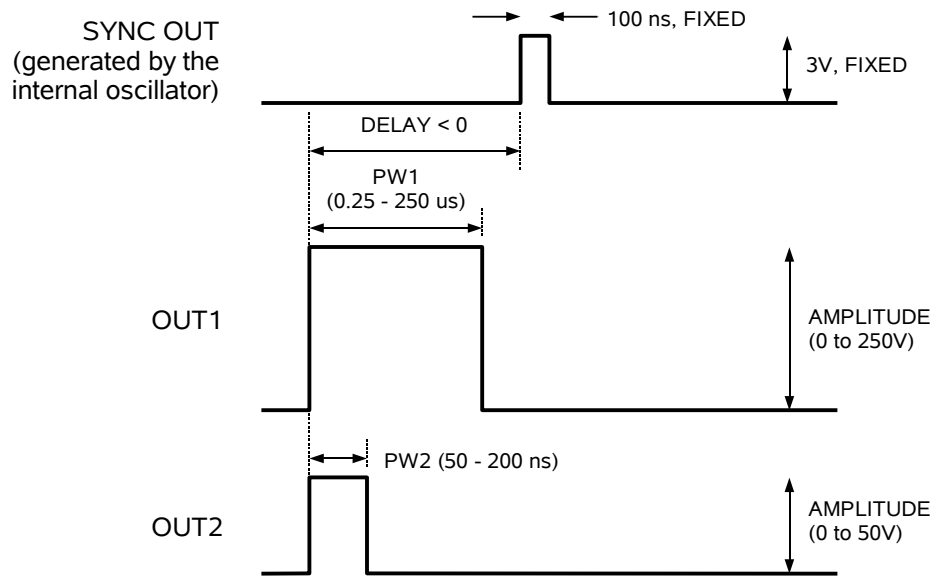 100 ns, FIXED
SYNC OUT
(generated by the
internal oscillator)
3V, FIXED
DELAY < 0
PW1
(0.25 - 250 us)
OUT1
AMPLITUDE
(0 to 250V)
PW2 (50 - 200 ns)
OUT2
AMPLITUDE
(0 to 50V)